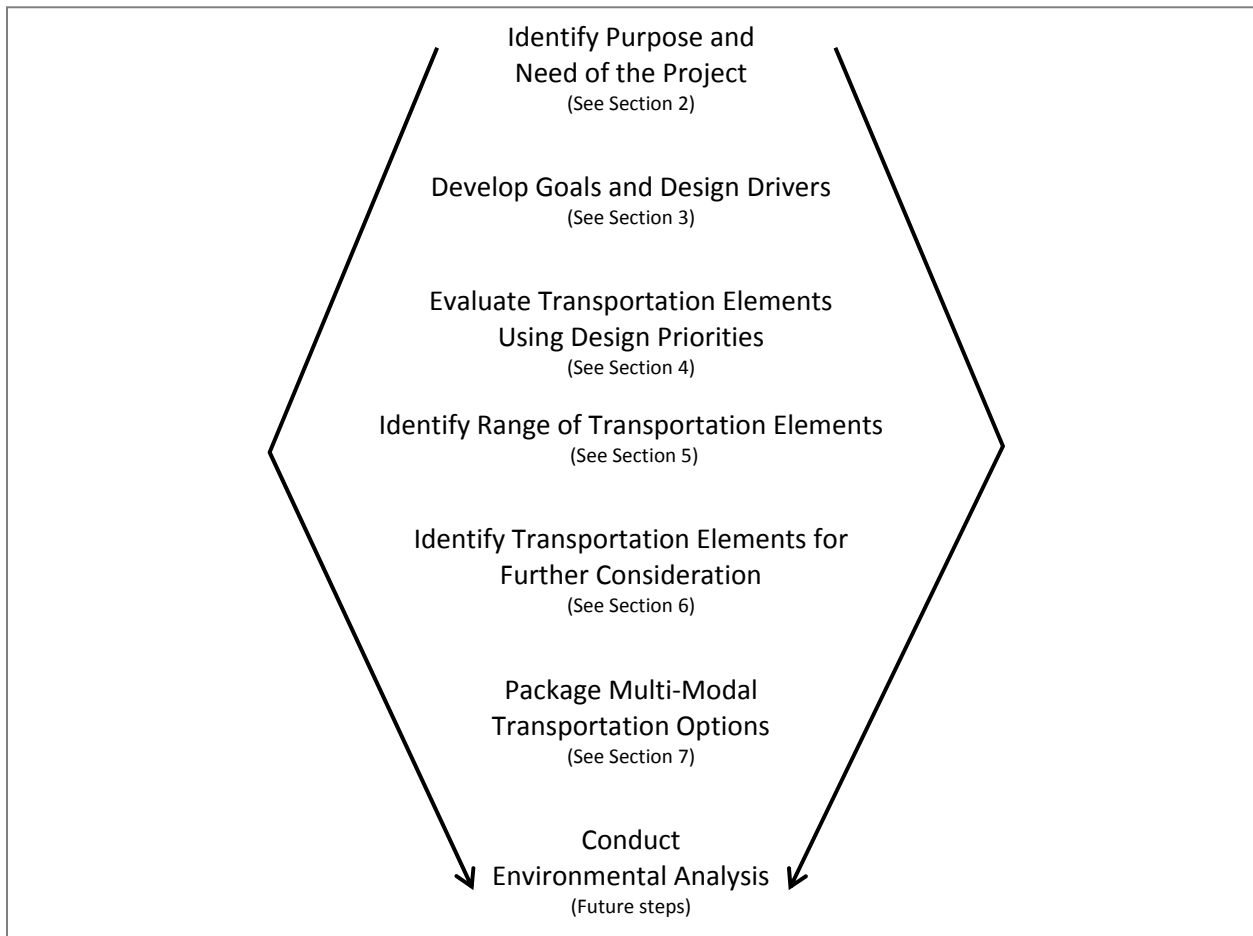 Identify Purpose and
Need of the Project
(See Section 2)
Develop Goals and Design Drivers
(See Section 3)
Evaluate Transportation Elements
Using Design Priorities
(See Section 4)
Identify Range of Transportation Elements
(See Section 5)
Identify Transportation Elements for
Further Consideration
(See Section 6)
Package Multi-Modal
Transportation Options
(See Section 7)
Conduct
Environmental Analysis
(Future steps)